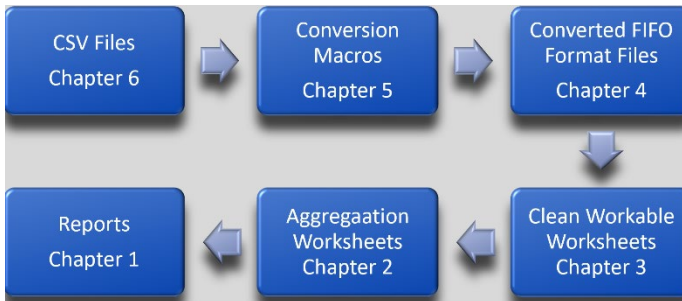 CSV Files
Chapter 6
Conversion
Macros
Chapter 5
Converted FIFO
Format Files
Chapter 4
Clean Workable
Worksheets
Chapter 3
Aggregaation
Worksheets
Chapter 2
Reports
Chapter 1